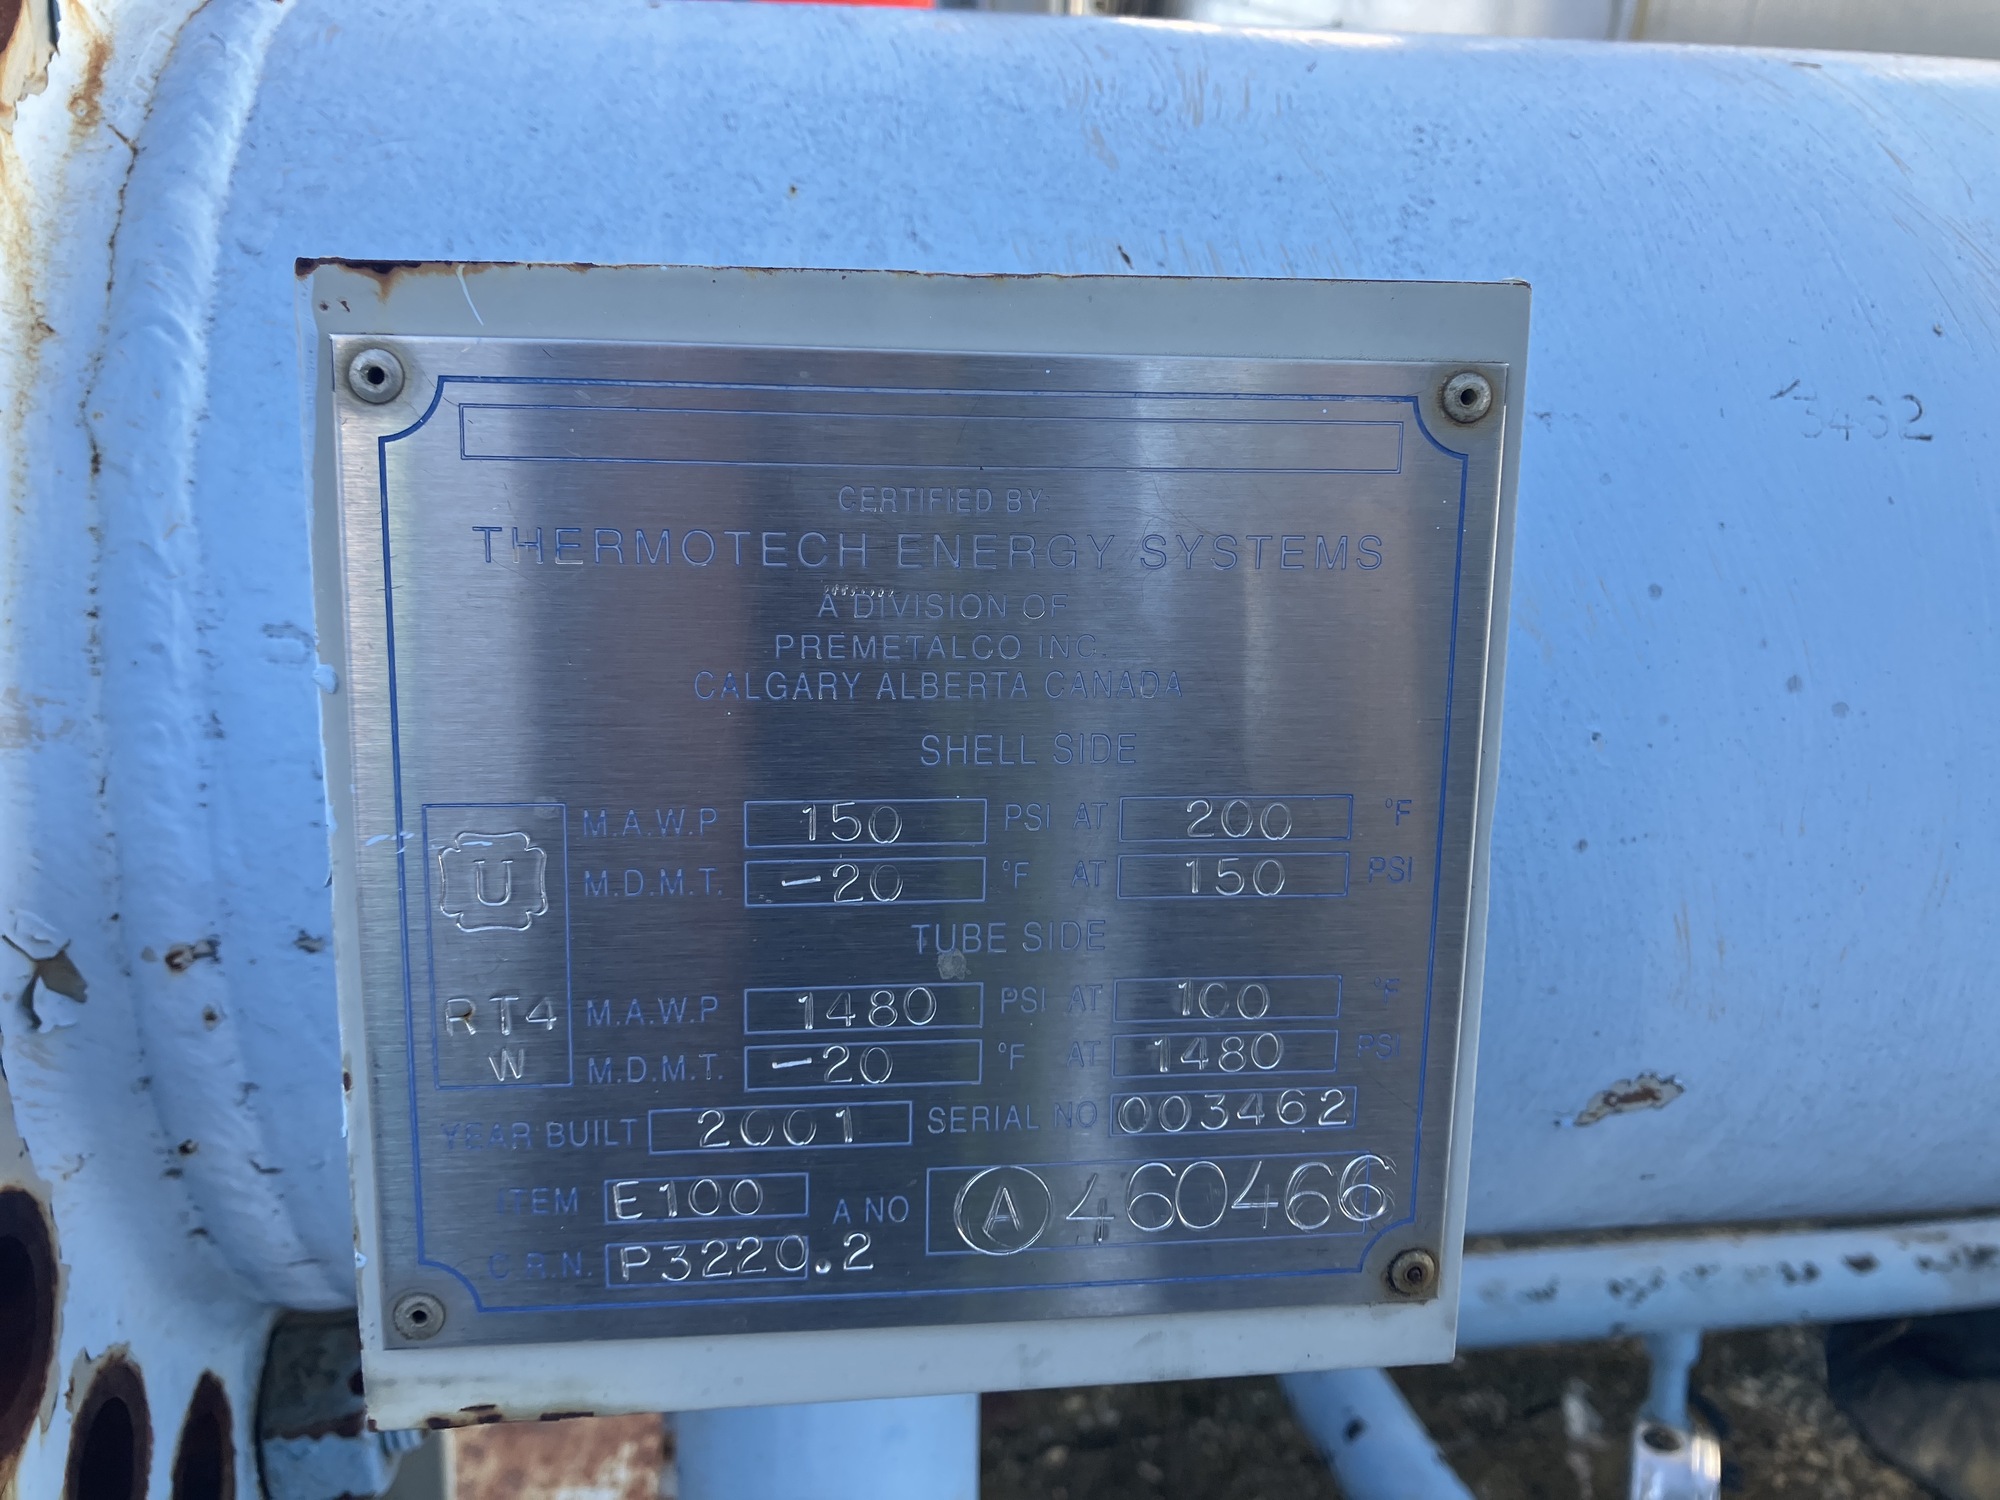 CERTIFIED BY:
THERMOTECH ENERGY SYSTEMS
A DIVISION OF
PREMETALCO INC.
CALGARY ALBERTA CANADA
SHELL SIDE
M.A.W.P 150 PSI AT 200 °F
U
M.D.M.T. -20 °F AT 150 PSI
TUBE SIDE
RT4 M.A.W.P 1480 PSI AT 100 °F
W M.D.M.T. -20 °F AT 1480 PSI
YEAR BUILT 2001 SERIAL NO 003462
ITEM E100 A NO A 460466
C.R.N. P3220.2
3462